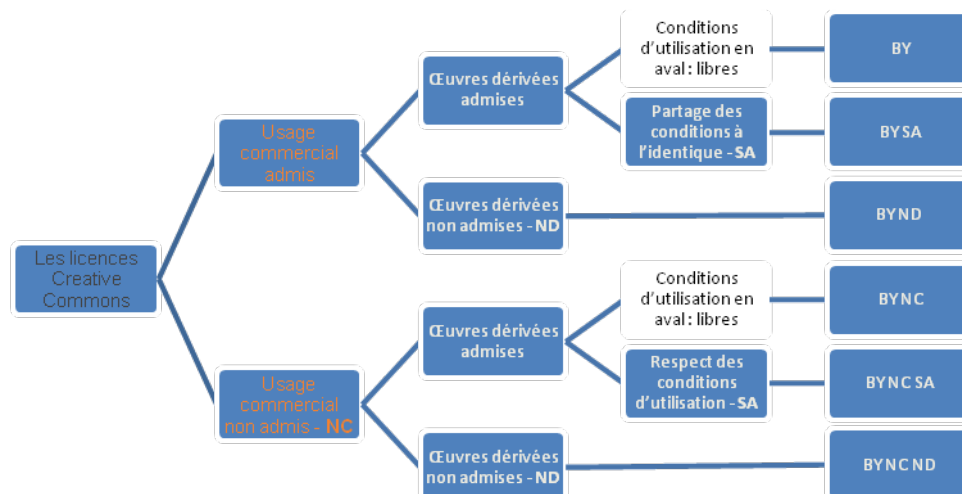 Les licences
Creative
Commons
Usage
commercial
admis
Œuvres dérivées
admises
Conditions
d'utilisation en
aval : libres
BY
Partage des
conditions à
l'identique - SA
BYSA
Œuvres dérivées
non admises - ND
BYND
Usage
commercial
non admis - NC
Œuvres dérivées
admises
Conditions
d'utilisation en
aval : libres
BYNC
Respect des
conditions
d'utilisation - SA
BYNC SA
Œuvres dérivées
non admises - ND
BYNC ND